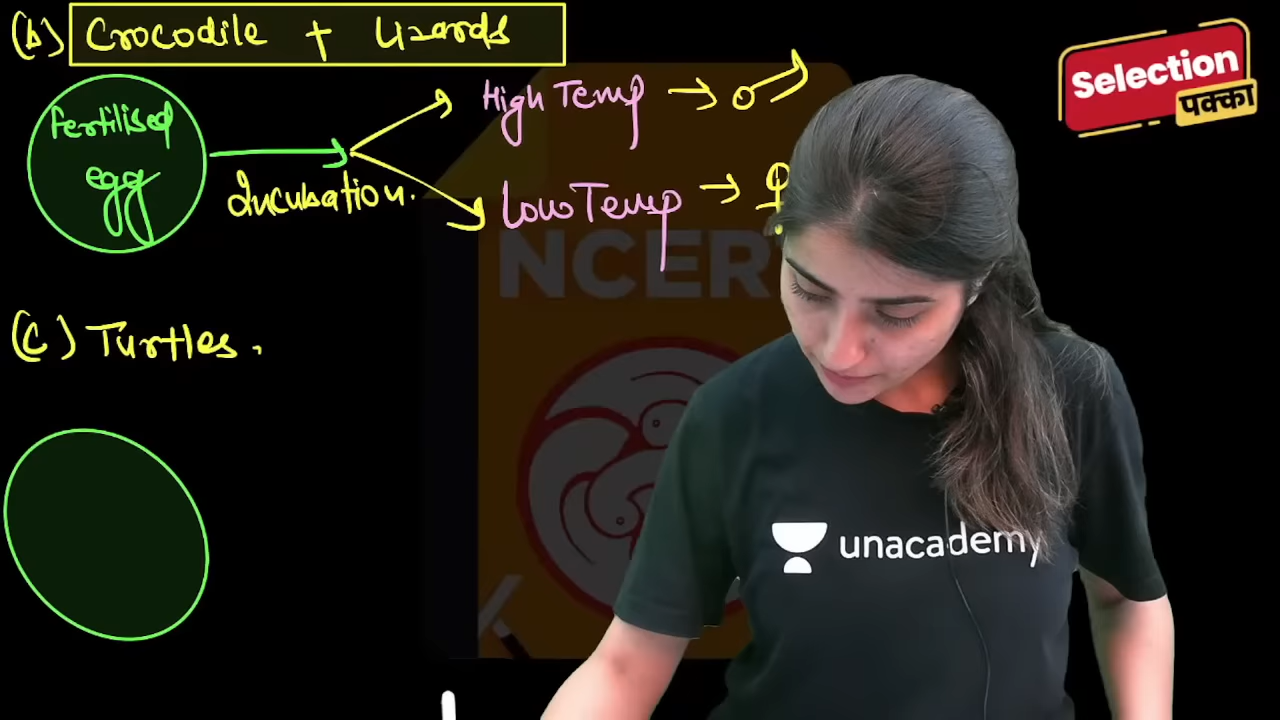 (b) Crocodile + Lizards
Fertilised
egg
Incubation.
High Temp → ♂
Low Temp → ♀
(C) Turtles.
NCERT
Selection
पक्का
unacademy